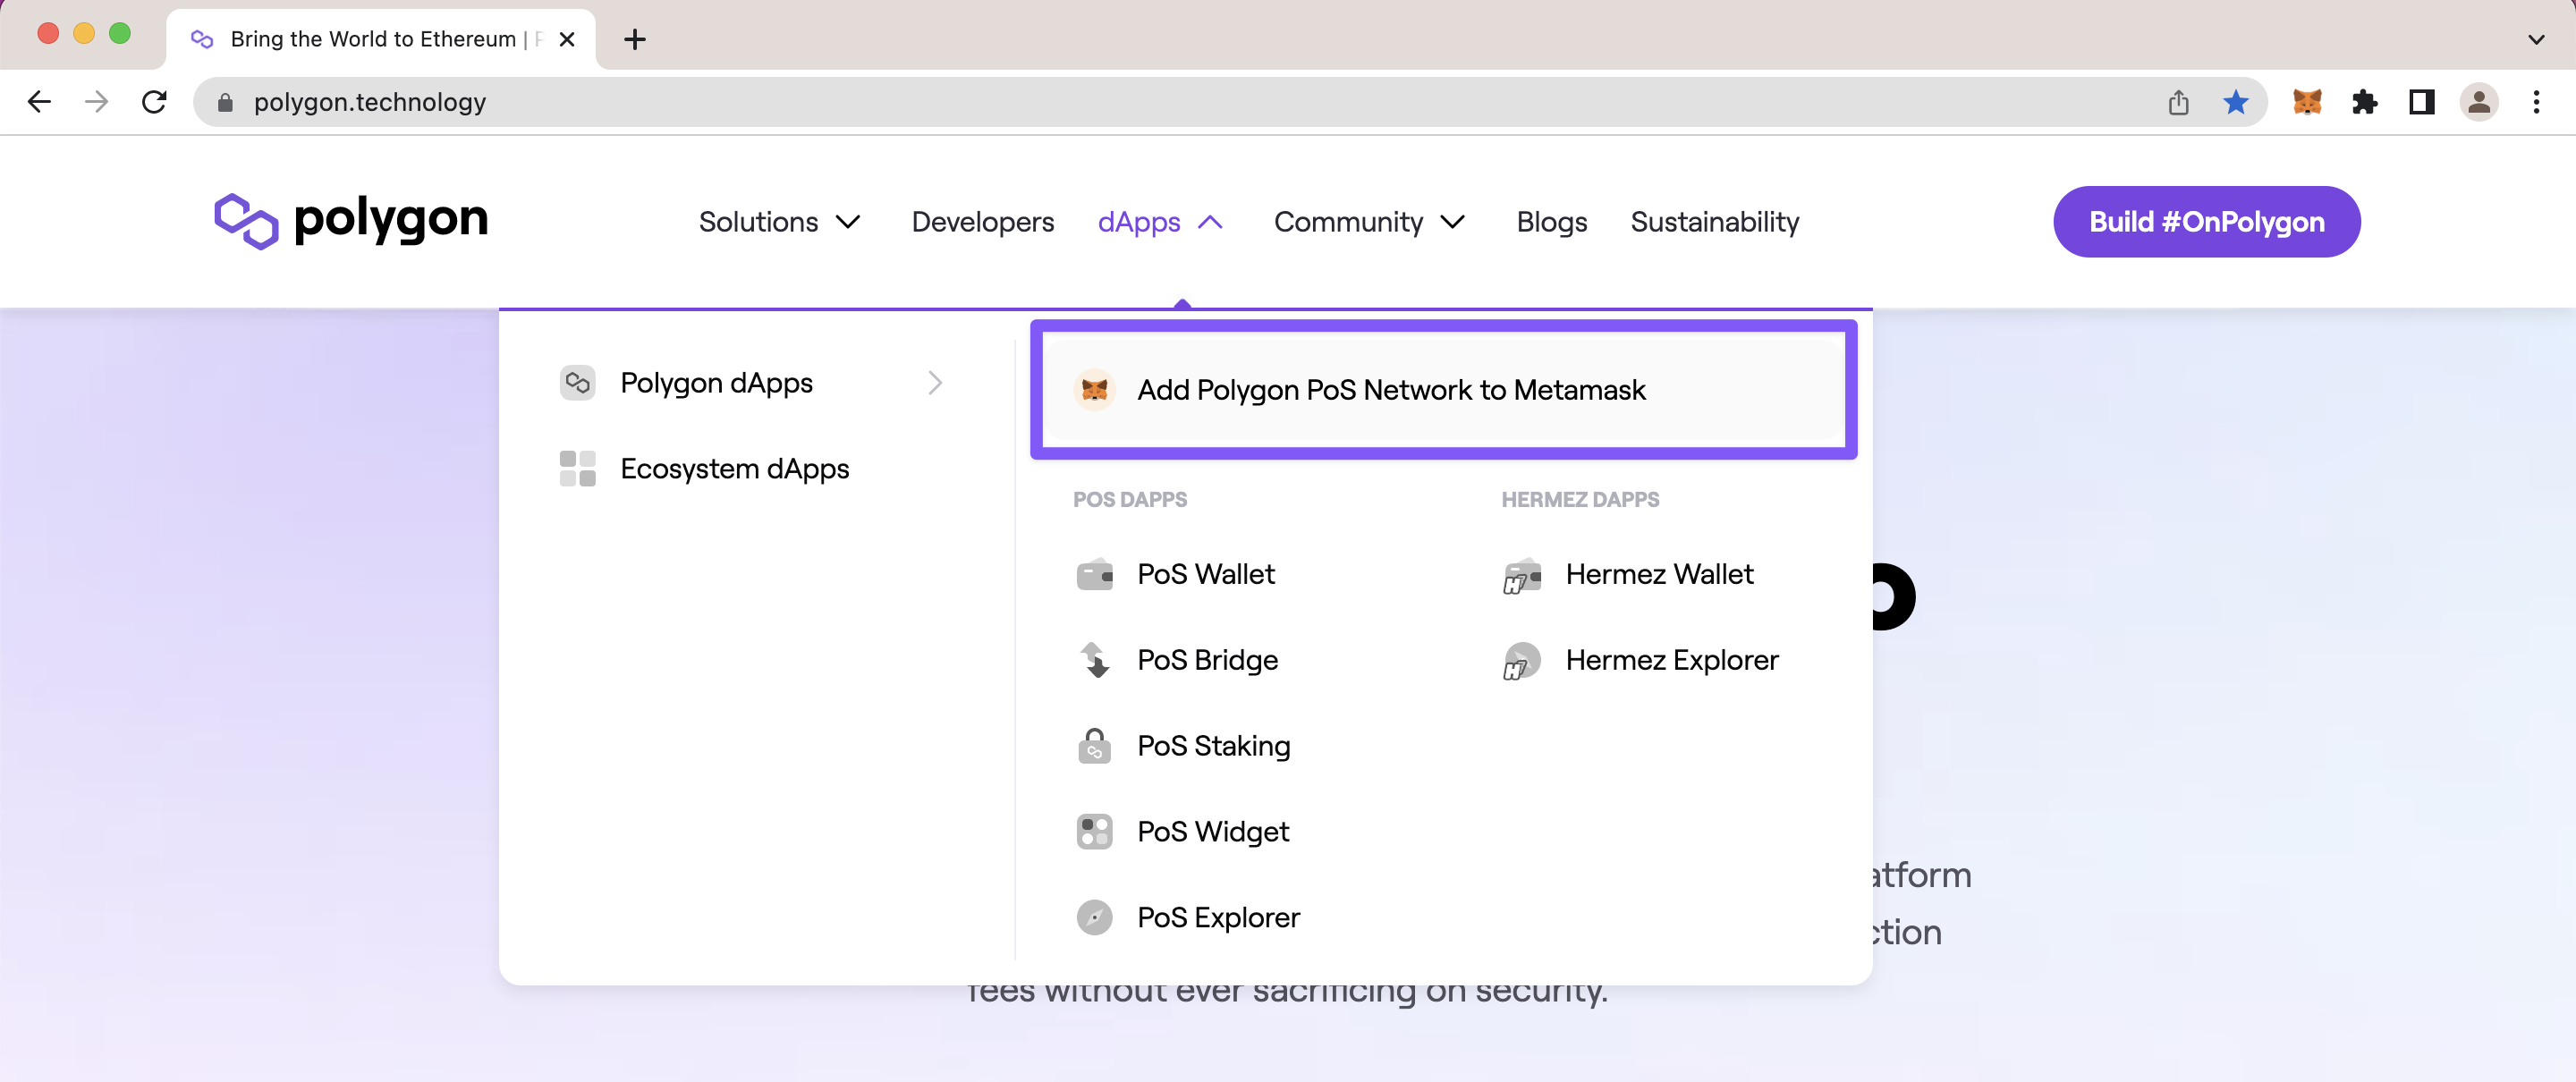 Bring the World to Ethereum |
polygon.technology
polygon
Solutions
Developers
dApps
Community
Blogs
Sustainability
Build #OnPolygon
Polygon dApps
Ecosystem dApps
Add Polygon PoS Network to Metamask
POS DAPPS
PoS Wallet
PoS Bridge
PoS Staking
PoS Widget
PoS Explorer
HERMEZ DAPPS
Hermez Wallet
Hermez Explorer
fees without ever sacrificing on security.